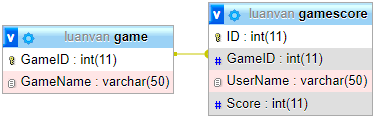 v luanvan game
GameID : int(11)
GameName : varchar(50)
v luanvan gamescore
ID : int(11)
# GameID : int(11)
UserName : varchar(50)
# Score : int(11)